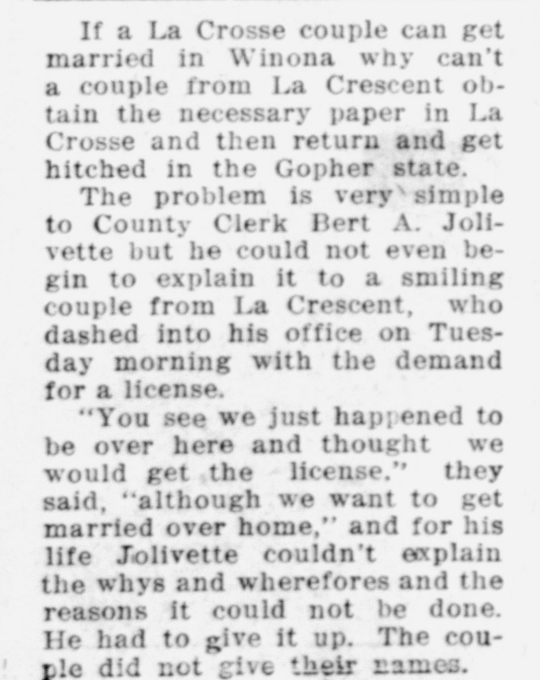 If a La Crosse couple can get
married in Winona why can't
a couple from La Crescent ob-
tain the necessary paper in La
Crosse and then return and get
hitched in the Gopher state.
The problem is very simple
to County Clerk Bert A. Joli-
vette but he could not even be-
gin to explain it to a smiling
couple from La Crescent, who
dashed into his office on Tues-
day morning with the demand
for a license.
"You see we just happened to
be over here and thought we
would get the license," they
said, "although we want to get
married over home," and for his
life Jolivette couldn't explain
the whys and wherefores and the
reasons it could not be done.
He had to give it up. The cou-
ple did not give their names.